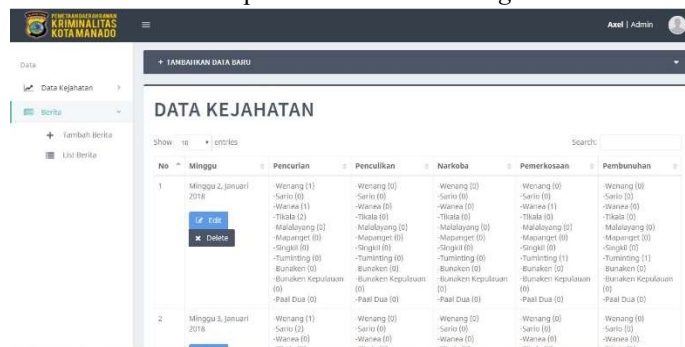 PEMETAAN DAERAH RAWAN
KRIMINALITAS
KOTA MANADO
Axel | Admin
Data
Data Kejahatan
Berita
Tambah Berita
List Berita
+ TAMBAHKAN DATA BARU
DATA KEJAHATAN
Show 10 entries
Search:
No Minggu Pencurian Penculikan Narkoba Pemerkosaan Pembunuhan
1 Minggu 2, Januari 2018
Edit
Delete
-Wenang (1)
-Sario (0)
-Wanea (1)
-Tikala (2)
-Malalayang (0)
-Mapanget (0)
-Singkil (0)
-Tuminting (0)
-Bunaken (0)
-Bunaken Kepulauan
(0)
-Paal Dua (0)
-Wenang (0)
-Sario (0)
-Wanea (0)
-Tikala (0)
-Malalayang (0)
-Mapanget (0)
-Singkil (0)
-Tuminting (0)
-Bunaken (0)
-Bunaken Kepulauan
(0)
-Paal Dua (0)
-Wenang (0)
-Sario (0)
-Wanea (0)
-Tikala (0)
-Malalayang (0)
-Mapanget (0)
-Singkil (0)
-Tuminting (0)
-Bunaken (0)
-Bunaken Kepulauan
(0)
-Paal Dua (0)
-Wenang (0)
-Sario (0)
-Wanea (1)
-Tikala (0)
-Malalayang (0)
-Mapanget (0)
-Singkil (0)
-Tuminting (1)
-Bunaken (0)
-Bunaken Kepulauan
(0)
-Paal Dua (0)
-Wenang (0)
-Sario (0)
-Wanea (0)
-Tikala (0)
-Malalayang (0)
-Mapanget (0)
-Singkil (0)
-Tuminting (1)
-Bunaken (0)
-Bunaken Kepulauan
(0)
-Paal Dua (0)
2 Minggu 3, Januari 2018
-Wenang (1)
-Sario (2)
-Wanea (0)
-Wenang (0)
-Sario (0)
-Wanea (0)
-Wenang (0)
-Sario (0)
-Wanea (0)
-Wenang (0)
-Sario (0)
-Wanea (0)
-Wenang (0)
-Sario (0)
-Wanea (0)